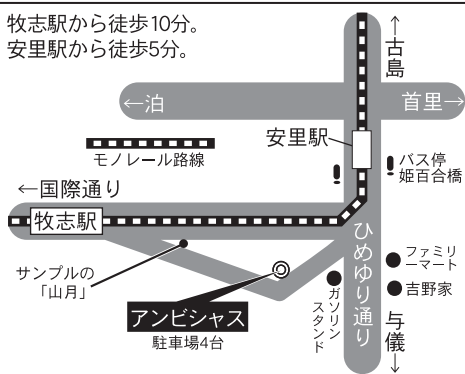 牧志駅から徒歩10分。
安里駅から徒歩5分。
←古島
←泊
首里→
安里駅
モノレール路線
バス停
姫百合橋
←国際通り
牧志駅
サンプルの
「山月」
ひめゆり通り
ファミリ
ーマート
吉野家
ガソリン
スタンド
アンビシャス
駐車場4台
与儀→